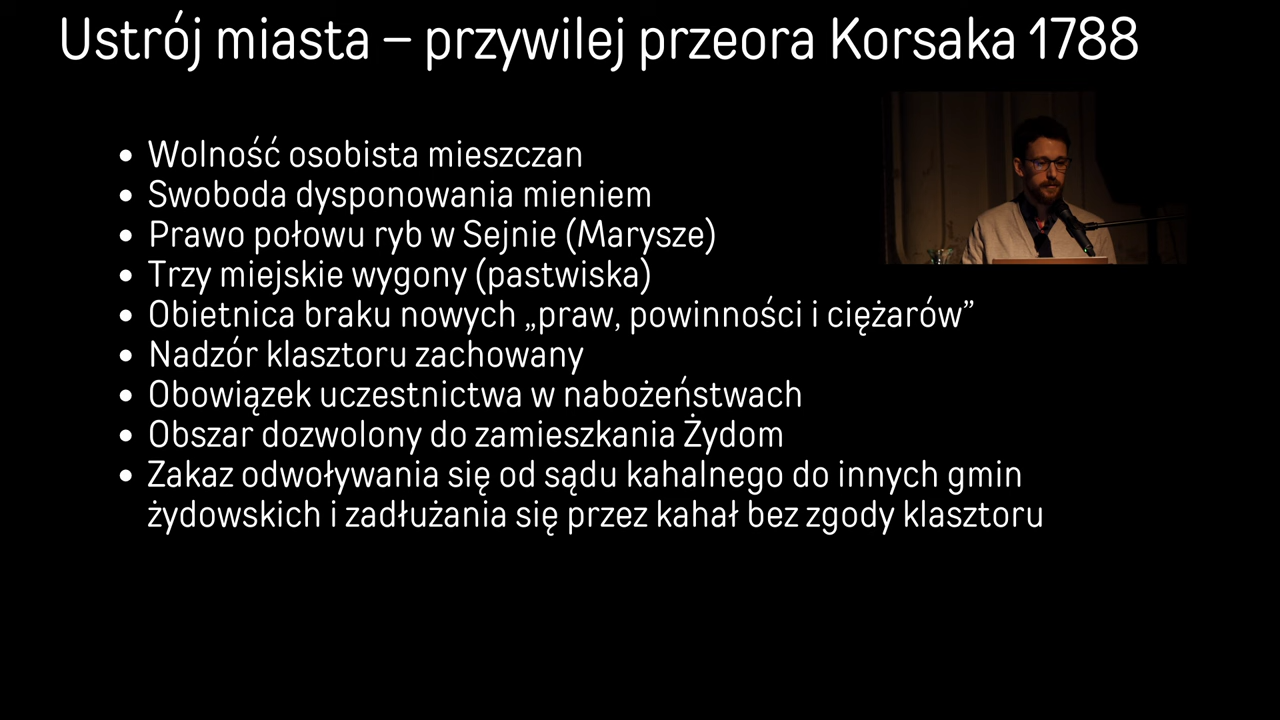 Ustrój miasta – przywilej przeora Korsaka 1788
• Wolność osobista mieszczan
• Swoboda dysponowania mieniem
• Prawo połowu ryb w Sejnie (Marysze)
• Trzy miejskie wygony (pastwiska)
• Obietnica braku nowych „praw, powinności i ciężarów”
• Nadzór klasztoru zachowany
• Obowiązek uczestnictwa w nabożeństwach
• Obszar dozwolony do zamieszkania Żydom
• Zakaz odwoływania się od sądu kahalnego do innych gmin
żydowskich i zadłużania się przez kahał bez zgody klasztoru